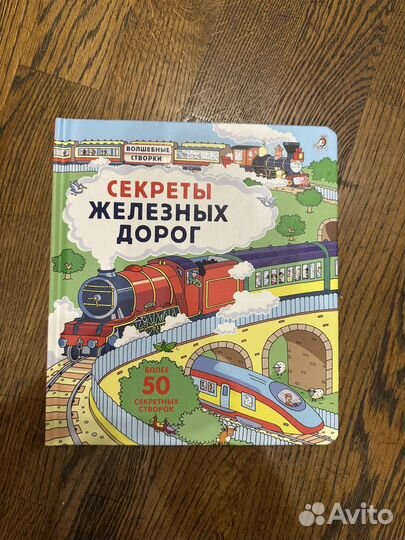 ВОЛШЕБНЫЕ
СТВОРКИ
СЕКРЕТЫ
ЖЕЛЕЗНЫХ
ДОРОГ
БОЛЕЕ
50
СЕКРЕТНЫХ
СТВОРОК
Avito